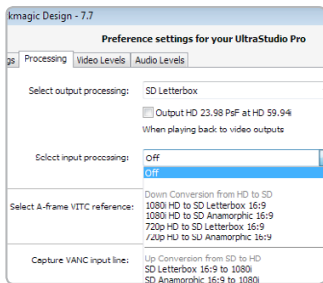 kmagic Design - 7.7
Preference settings for your UltraStudio Pro
gs Processing Video Levels Audio Levels
Select output processing: SD Letterbox
Output HD 23.98 PsF at HD 59.94i
When playing back to video outputs
Select input processing: Off
Off
Down Conversion from HD to SD
1080i HD to SD Letterbox 16:9
Select A-frame VITC reference: 1080i HD to SD Anamorphic 16:9
720p HD to SD Letterbox 16:9
720p HD to SD Anamorphic 16:9
Capture VANC input line: Up Conversion from SD to HD
SD Letterbox 16:9 to 1080i
SD Anamorphic 16:9 to 1080i